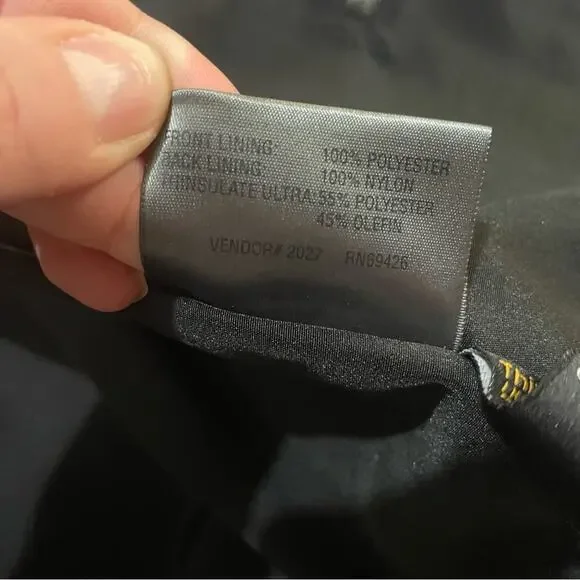 FRONT LINING: 100% POLYESTER
BACK LINING: 100% NYLON
THINSULATE ULTRA: 55% POLYESTER
45% OLEFIN
VENDOR# 2027 RN69426